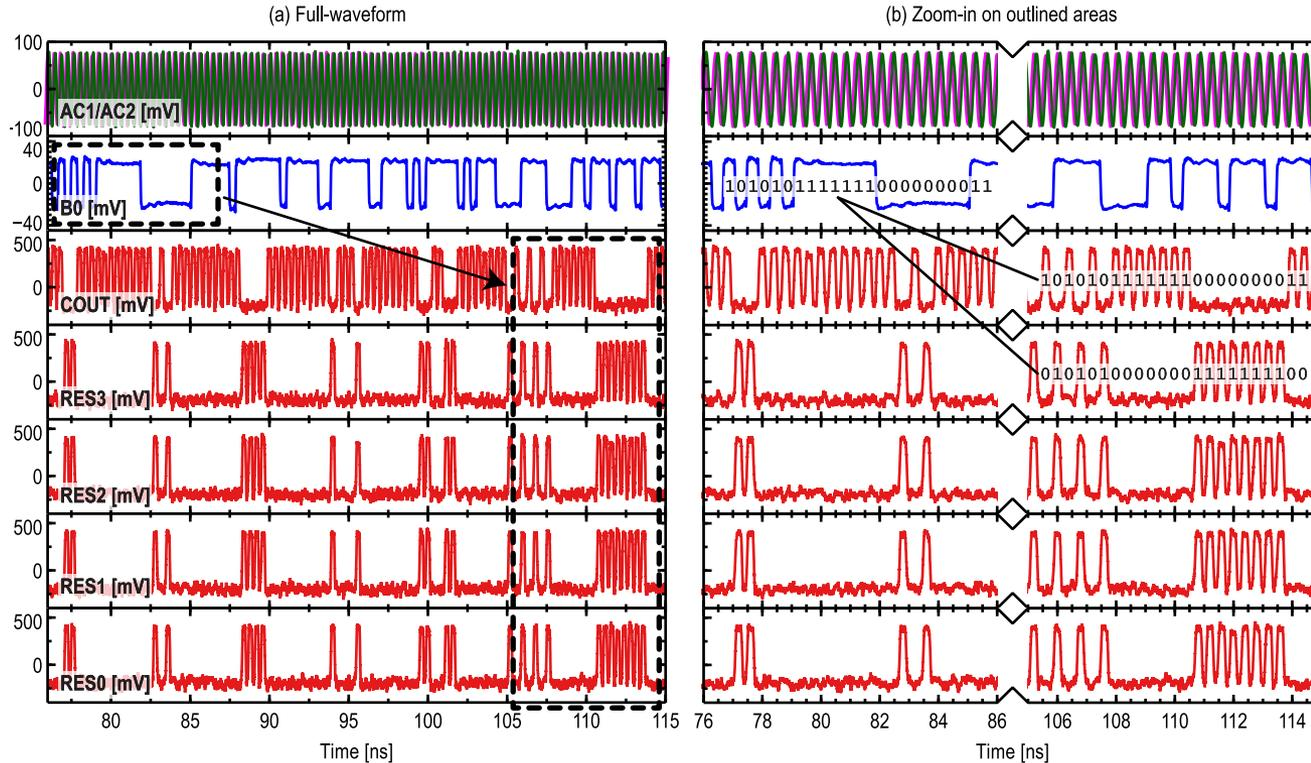 (a) Full-waveform
(b) Zoom-in on outlined areas
100
0
-100
AC1/AC2 [mV]
40
0
−40
B0 [mV]
1010101111111000000000011
500
0
COUT [mV]
1010101111111000000000011
500
0
RES3 [mV]
0101010000000111111111100
500
0
RES2 [mV]
500
0
RES1 [mV]
500
0
RES0 [mV]
80 85 90 95 100 105 110 115
76 78 80 82 84 86 106 108 110 112 114
Time [ns]
Time [ns]